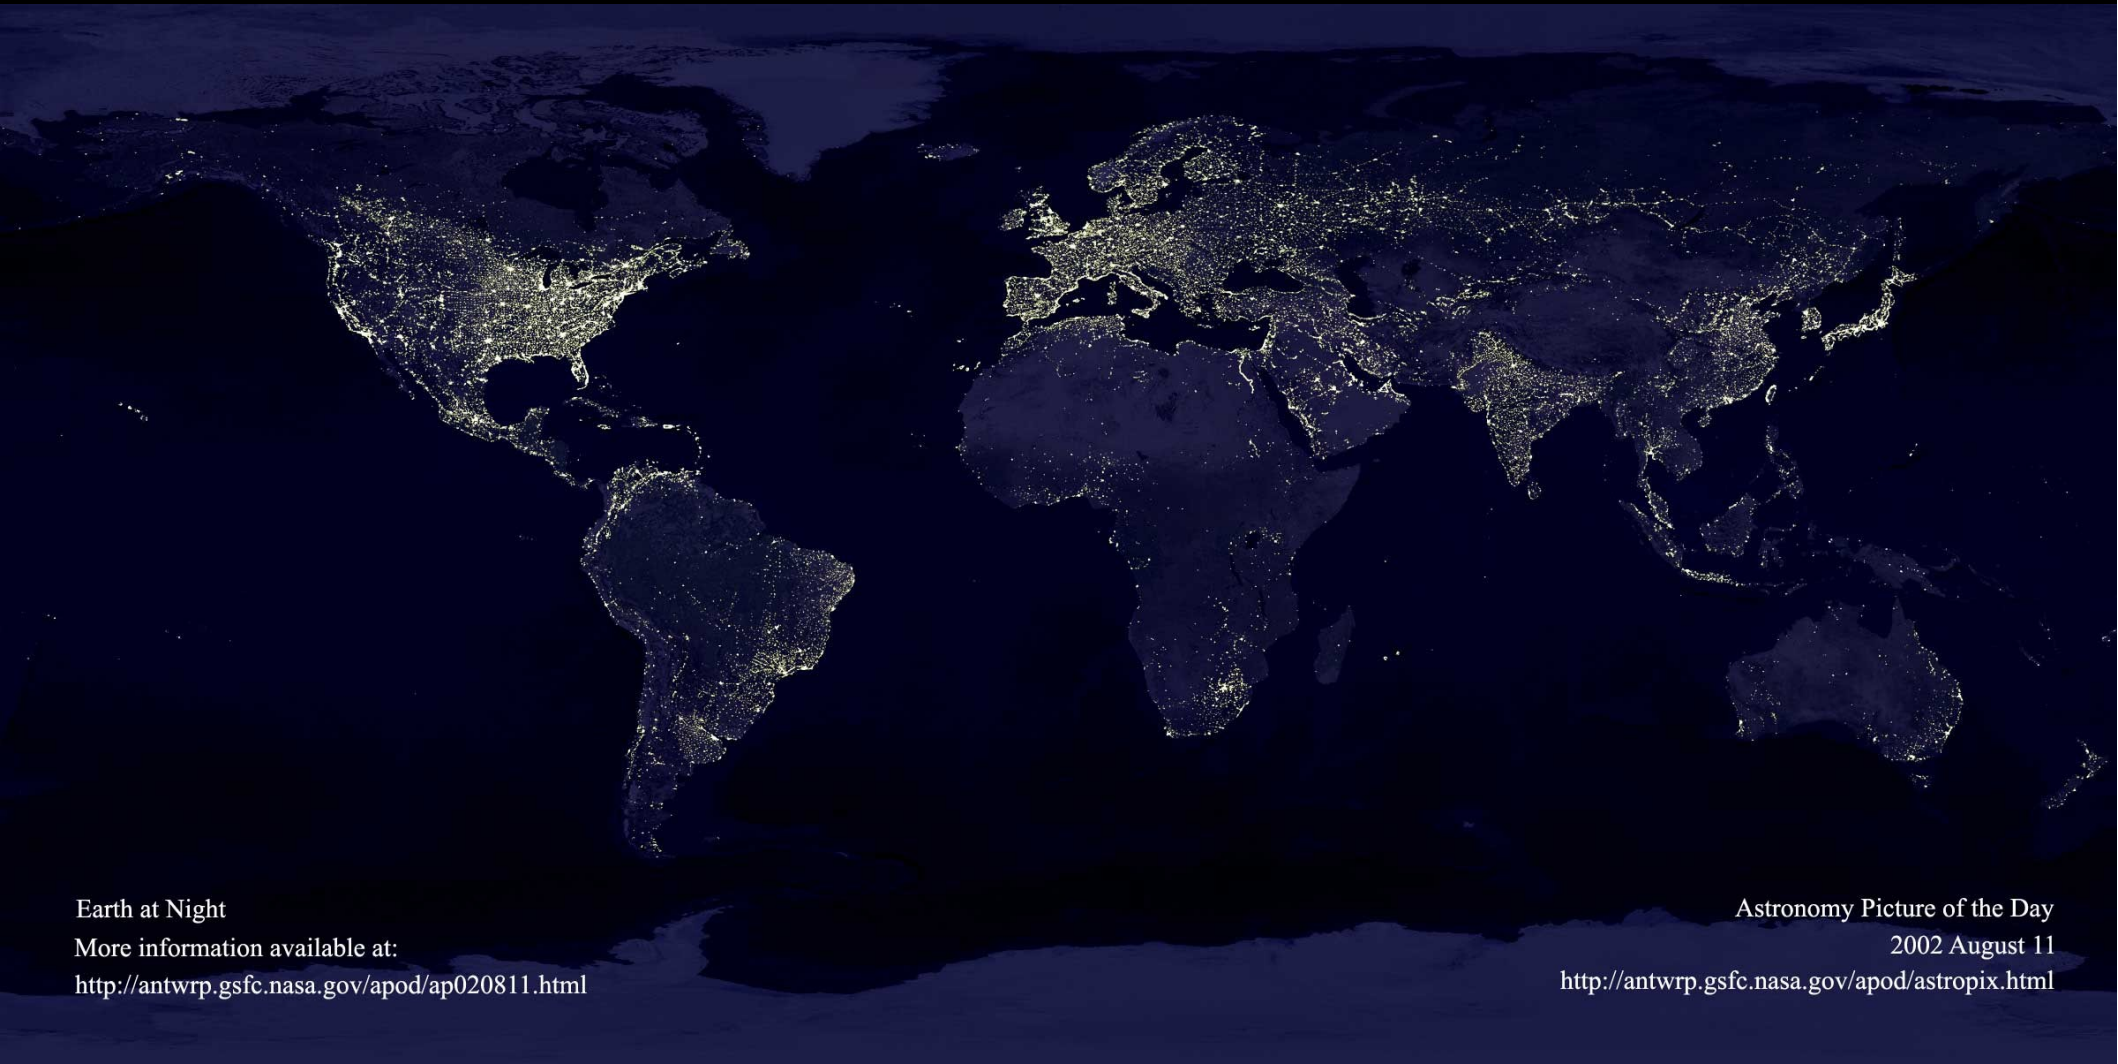 Earth at Night
More information available at:
http://antwrp.gsfc.nasa.gov/apod/ap020811.html
Astronomy Picture of the Day
2002 August 11
http://antwrp.gsfc.nasa.gov/apod/astropix.html